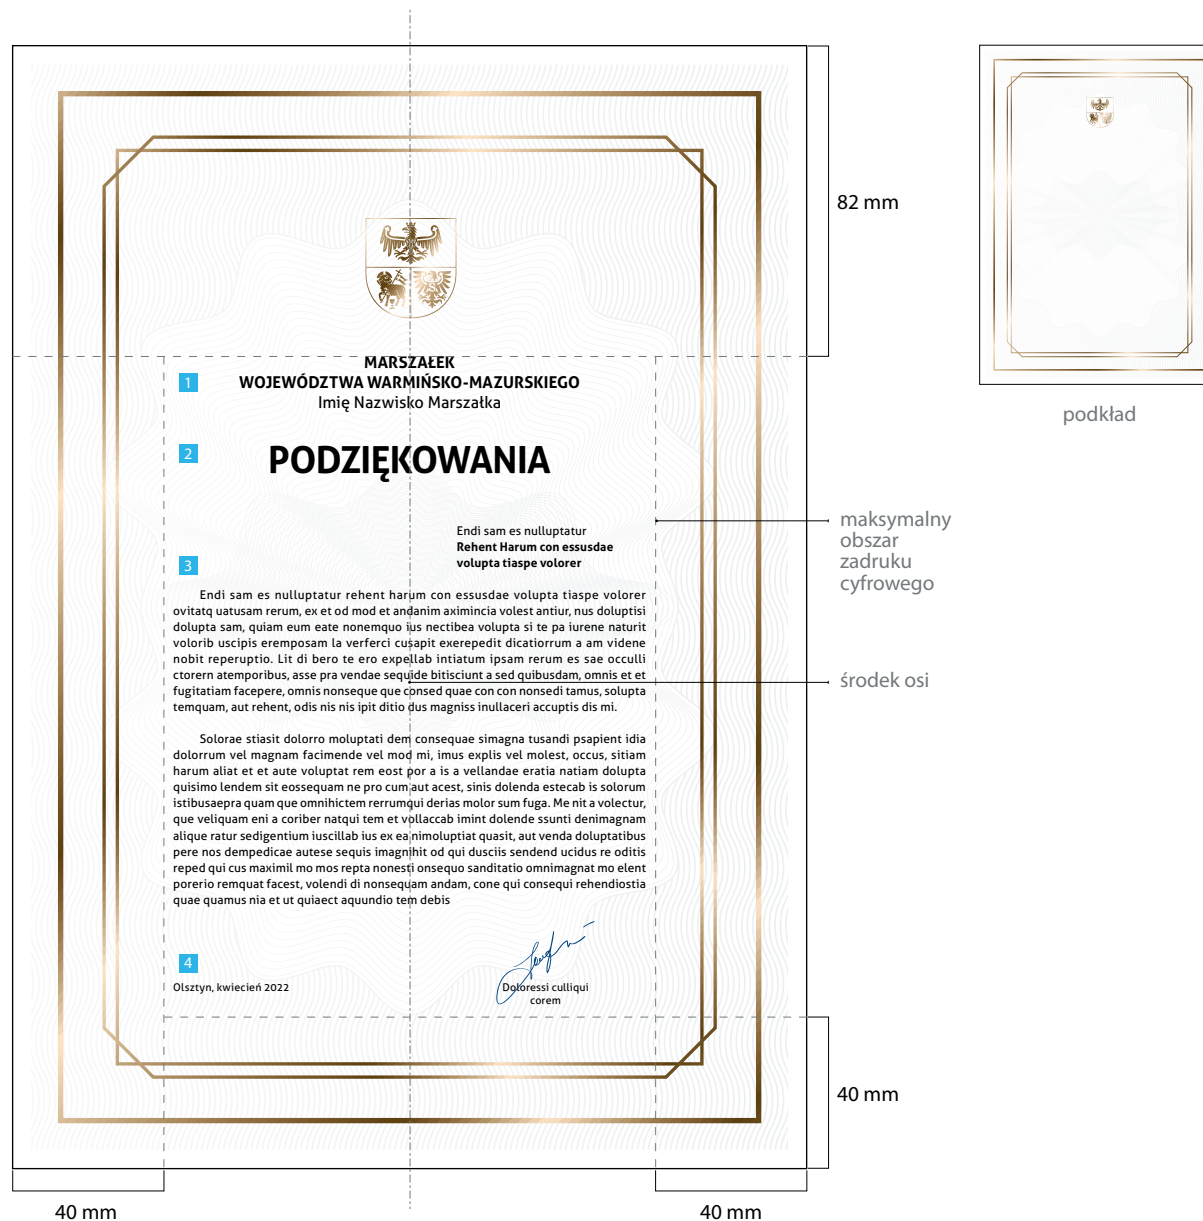 82 mm
MARSZAŁEK
1
WOJEWÓDZTWA WARMIŃSKO-MAZURSKIEGO
Imię Nazwisko Marszałka
podkład
2
PODZIĘKOWANIA
maksymalny
obszar
zadruku
cyfrowego
Endi sam es nulluptatur
Rehent Harum con essusdae
volupta tiaspe volorer
3
Endi sam es nulluptatur rehent harum con essusdae volupta tiaspe volorer
ovitatq uatusam rerum, ex et od mod et andanim aximincia volest antiur, nus doluptisi
dolupta sam, quiam eum eate nonemquo ius nectibea volupta si te pa iurene naturit
volorib uscipis eremposam la verferci cusapit exerepedit dicatiorrum a am videne
nobit reperuptio. Lit di bero te ero expellab intiatum ipsam rerum es sae occulli
ctorern atemporibus, asse pra vendae sequide bitisciunt a sed quibusdam, omnis et et
fugitatiam facepere, omnis nonseque que consed quae con con nonsedi tamus, solupta
temquam, aut rehent, odis nis nis ipit ditio dus magniss inullaceri accuptis dis mi.
środek osi
Solorae stiasit dolorro moluptati dem consequae simagna tusandi psapient idia
dolorrum vel magnam facimende vel mod mi, imus explis vel molest, occus, sitiam
harum aliat et et aute voluptat rem eost por a is a vellandae eratia natiam dolupta
quisimo lendem sit eossequam ne pro cum aut acest, sinis dolenda estecab is solorum
istibusaepra quam que omnihictem rerrumqui derias molor sum fuga. Me nit a volectur,
que veliquam eni a coriber natqui tem et vollaccab imint dolende ssunti denimagnam
alique ratur sedigentium iuscillab ius ex ea nimoluptiat quasit, aut venda doluptatibus
pere nos dempedicae autese sequis imagnihit od qui dusciis sendend ucidus re oditis
reped qui cus maximil mo mos repta nonesti onsequo sanditatio omnimagnat mo elent
porerio remquat facest, volendi di nonsequam andam, cone qui consequi rehendiostia
quae quamus nia et ut quiaect aquundio tem debis
4
Olsztyn, kwiecień 2022
Doloressi culliqui
corem
40 mm
40 mm
40 mm